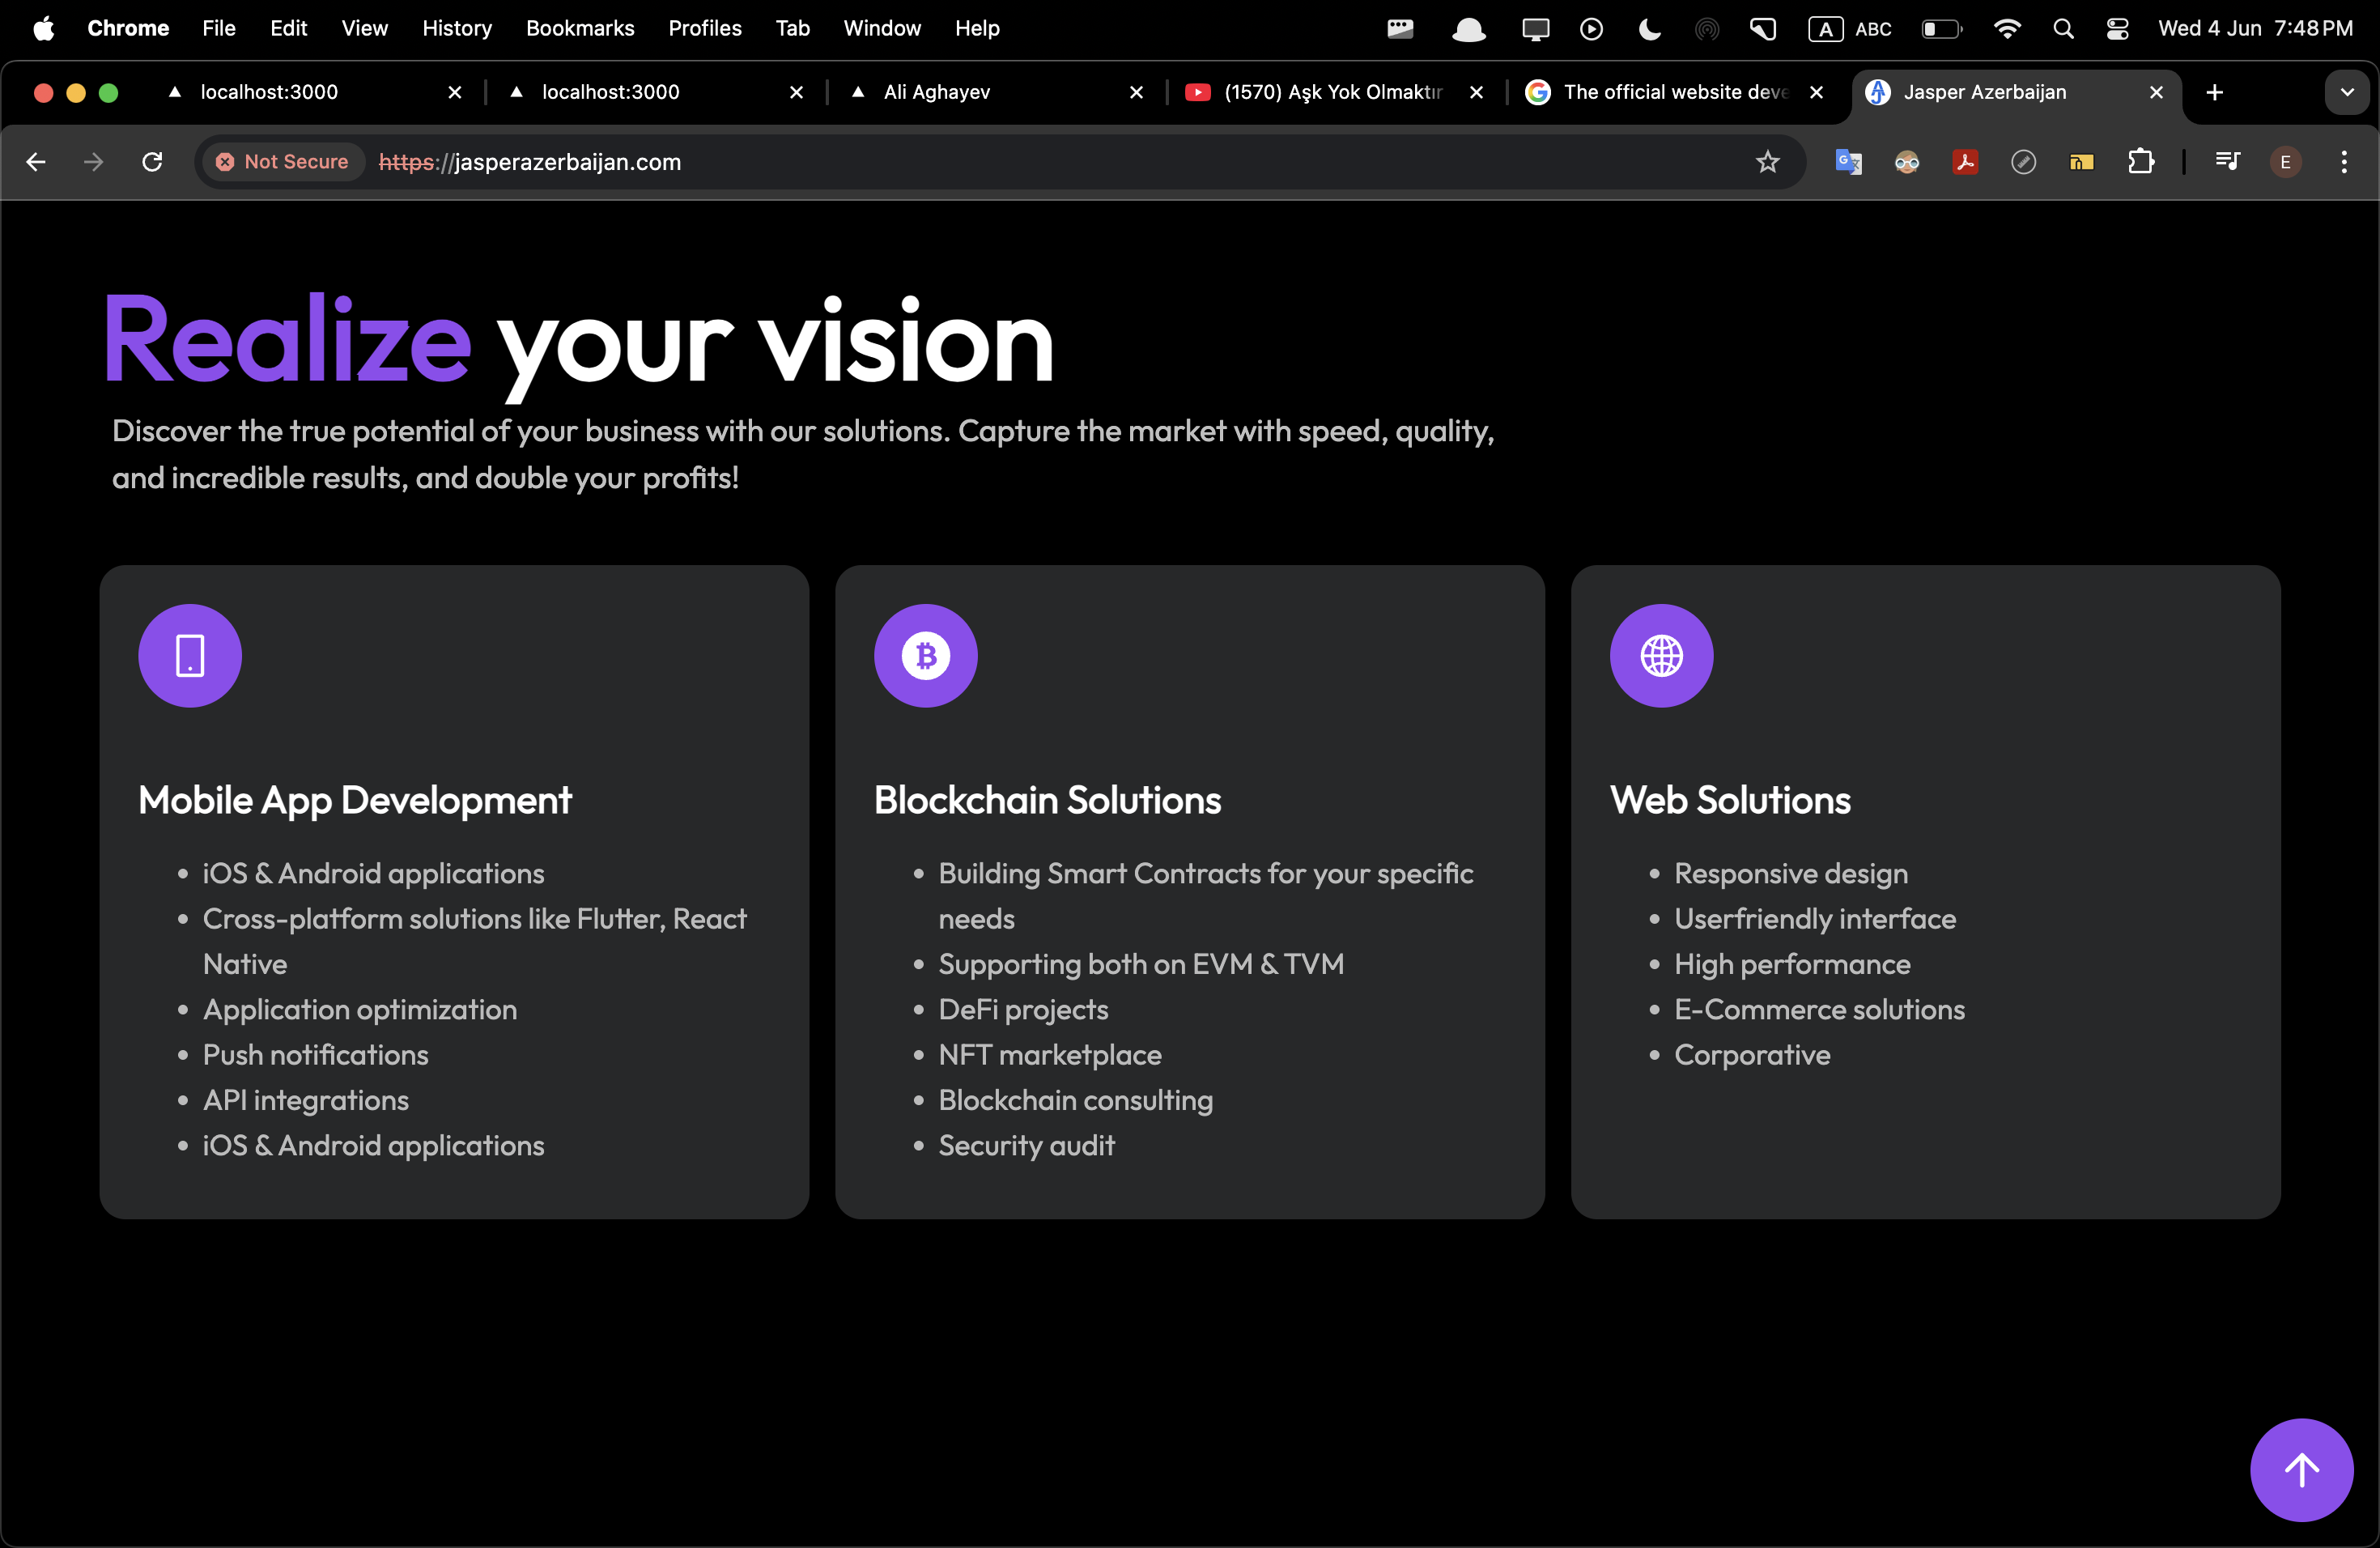 Chrome File Edit View History Bookmarks Profiles Tab Window Help A ABC Wed 4 Jun 7:48 PM
localhost:3000 localhost:3000 Ali Aghayev (1570) Aşk Yok Olmaktır The official website deve Jasper Azerbaijan
Not Secure https://jasperazerbaijan.com E
Realize your vision
Discover the true potential of your business with our solutions. Capture the market with speed, quality,
and incredible results, and double your profits!
Mobile App Development
• iOS & Android applications
• Cross-platform solutions like Flutter, React
Native
• Application optimization
• Push notifications
• API integrations
• iOS & Android applications
Blockchain Solutions
• Building Smart Contracts for your specific
needs
• Supporting both on EVM & TVM
• DeFi projects
• NFT marketplace
• Blockchain consulting
• Security audit
Web Solutions
• Responsive design
• Userfriendly interface
• High performance
• E-Commerce solutions
• Corporative